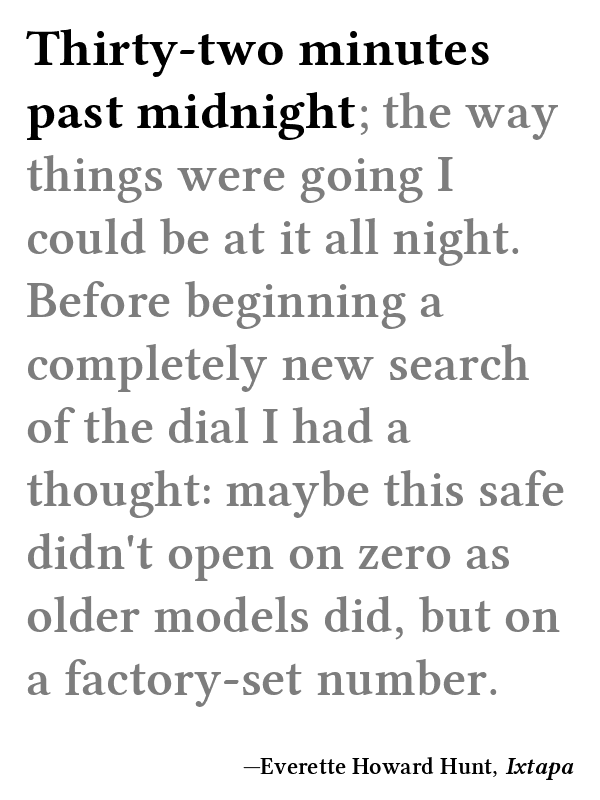 Thirty-two minutes
past midnight; the way
things were going I
could be at it all night.
Before beginning a
completely new search
of the dial I had a
thought: maybe this safe
didn't open on zero as
older models did, but on
a factory-set number.
—Everette Howard Hunt, Ixtapa